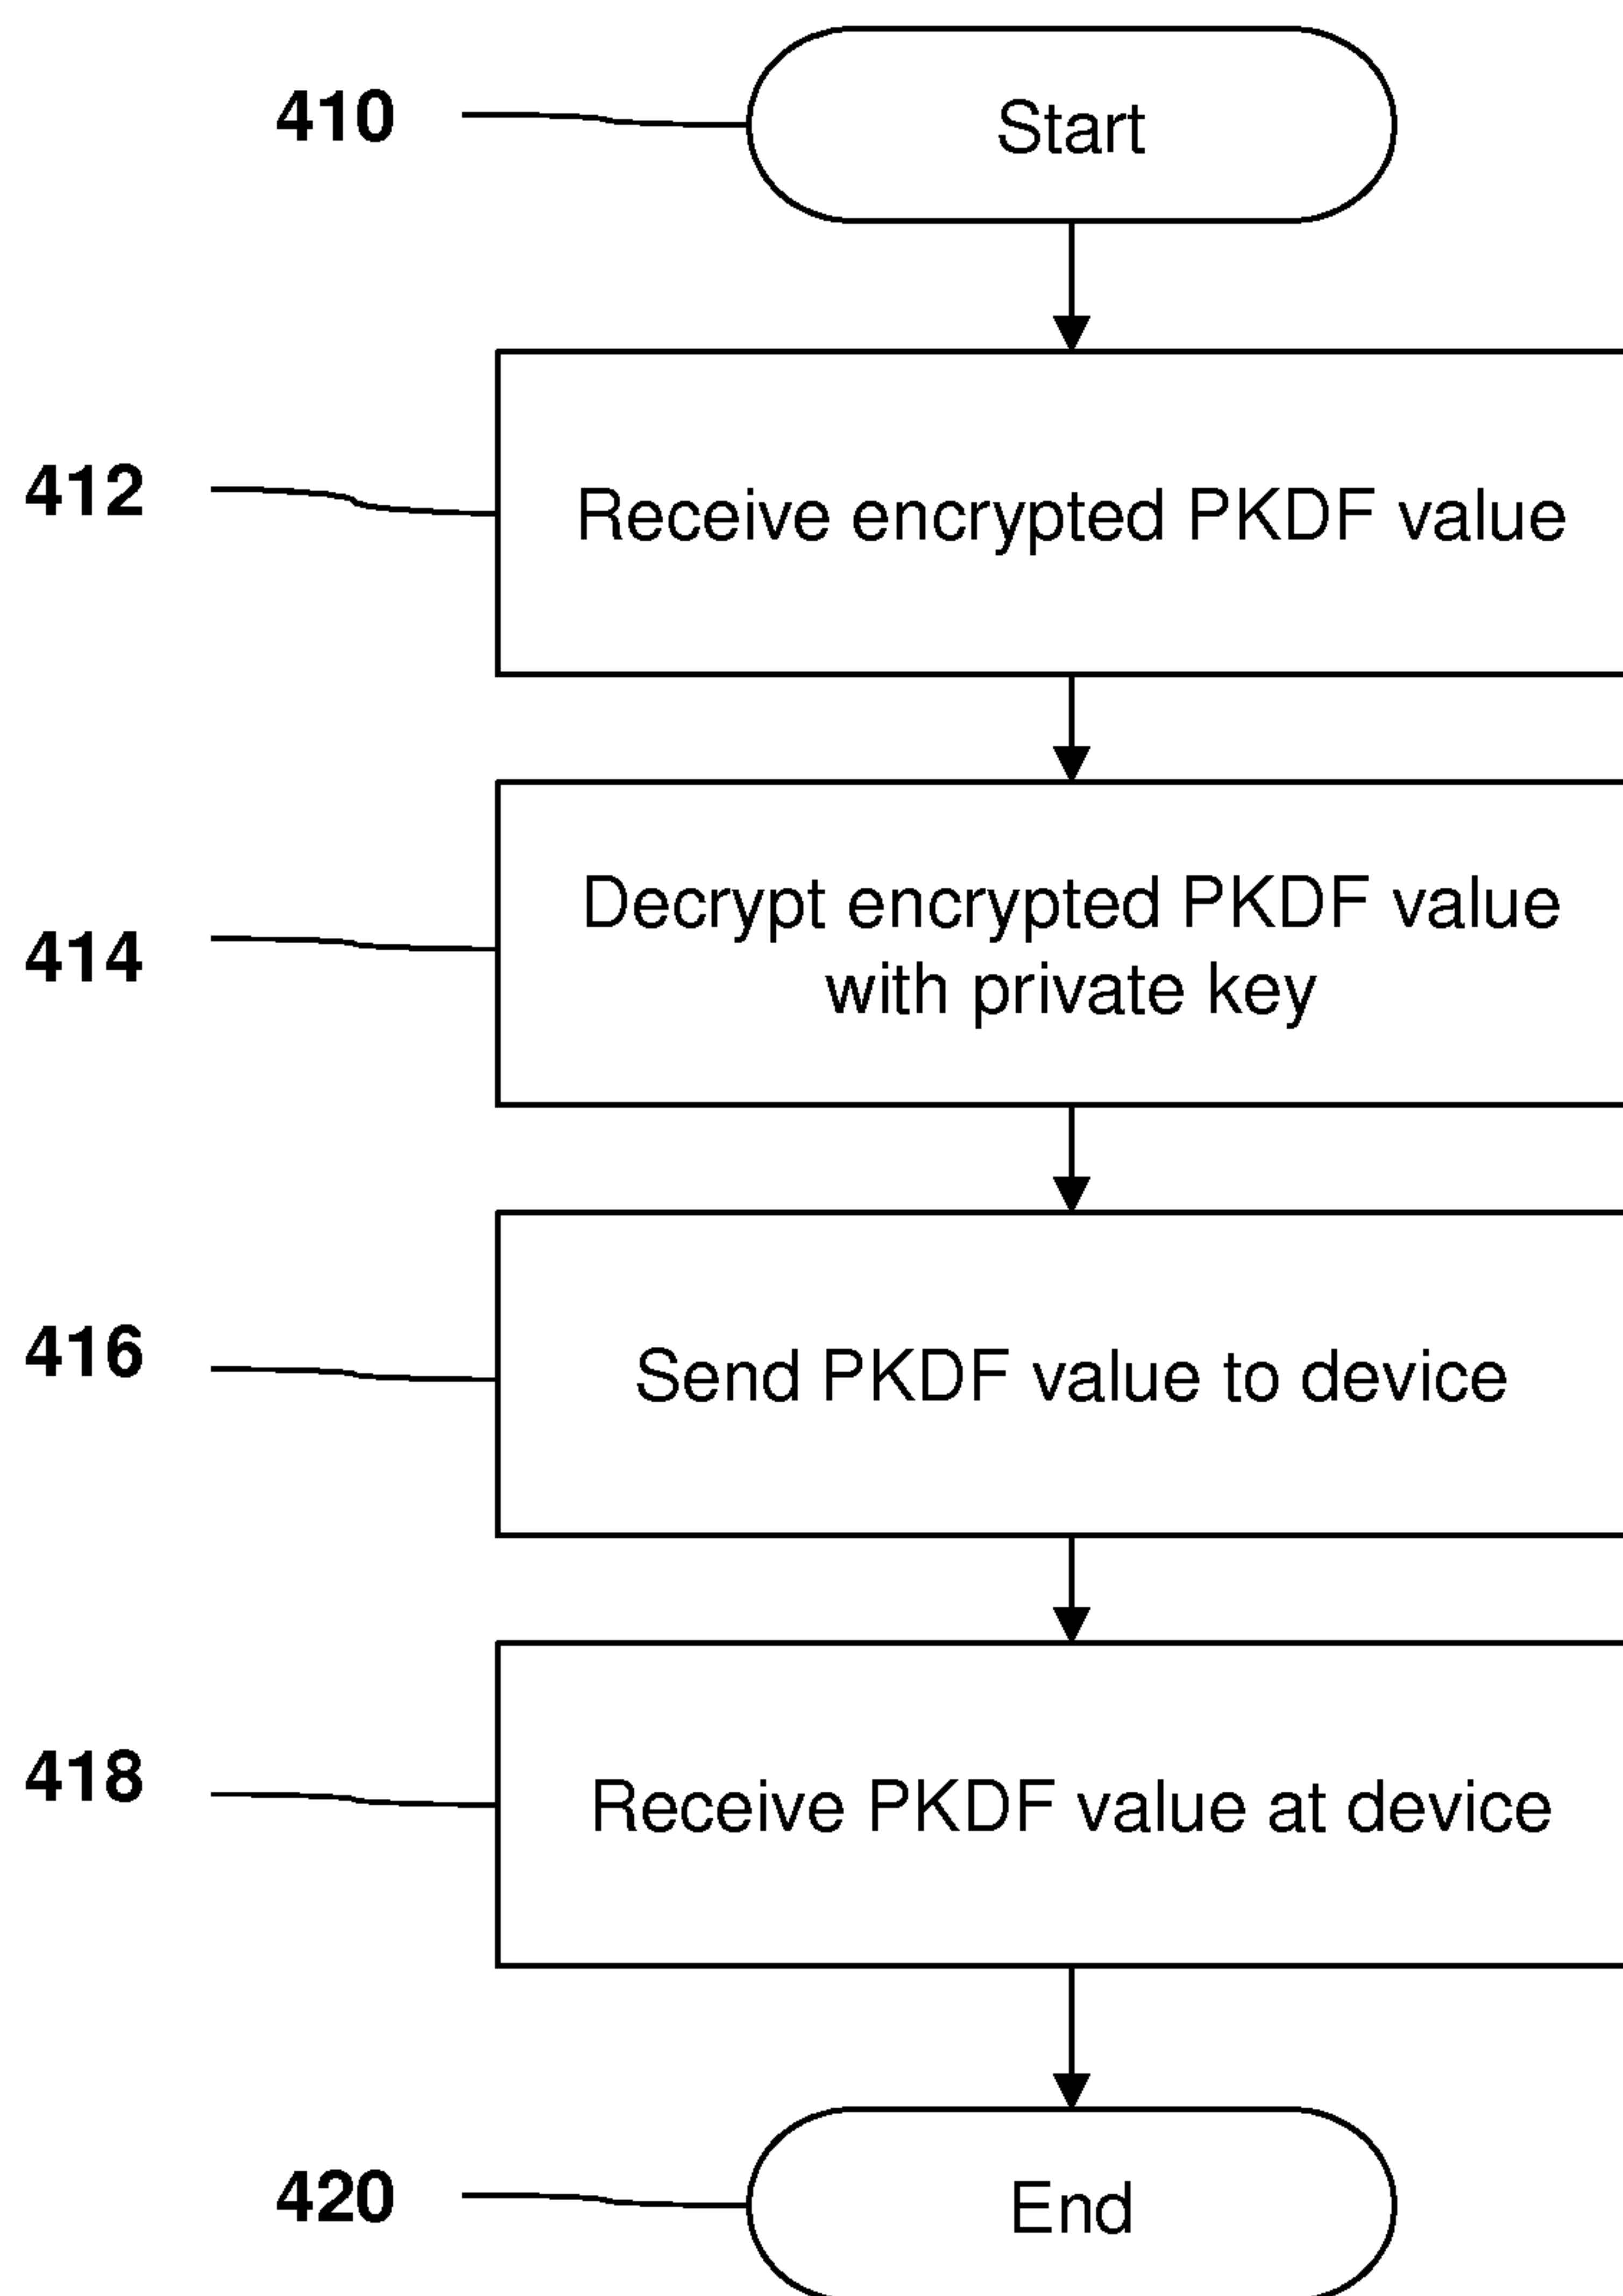 410
Start
412
Receive encrypted PKDF value
414
Decrypt encrypted PKDF value
with private key
416
Send PKDF value to device
418
Receive PKDF value at device
420
End